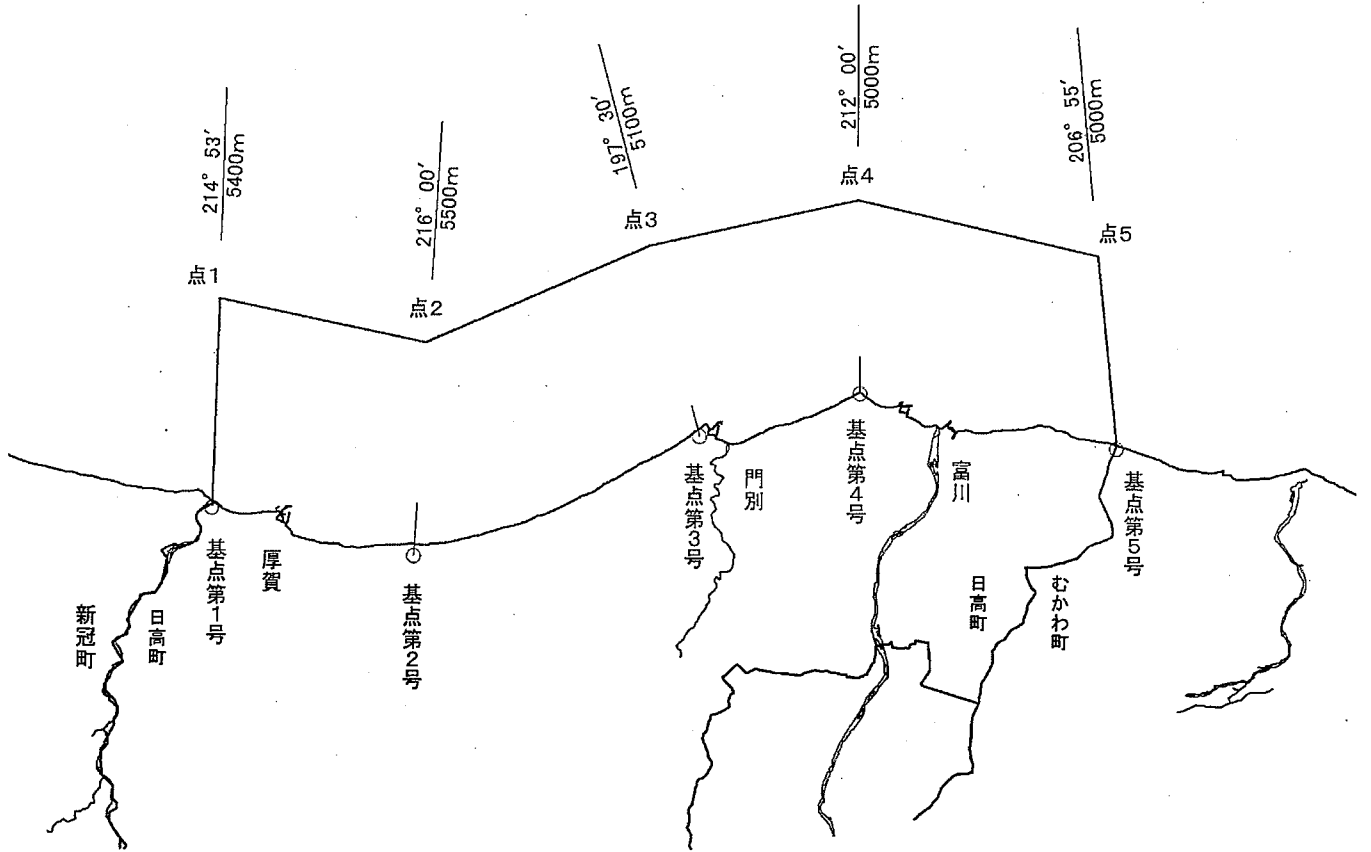 214° 53′
5400m
216° 00′
5500m
197° 30′
5100m
212° 00′
5000m
206° 55′
5000m
点1
点2
点3
点4
点5
基点第1号
厚賀
基点第2号
基点第3号
門別
基点第4号
富川
基点第5号
新冠町
日高町
日高町
むかわ町